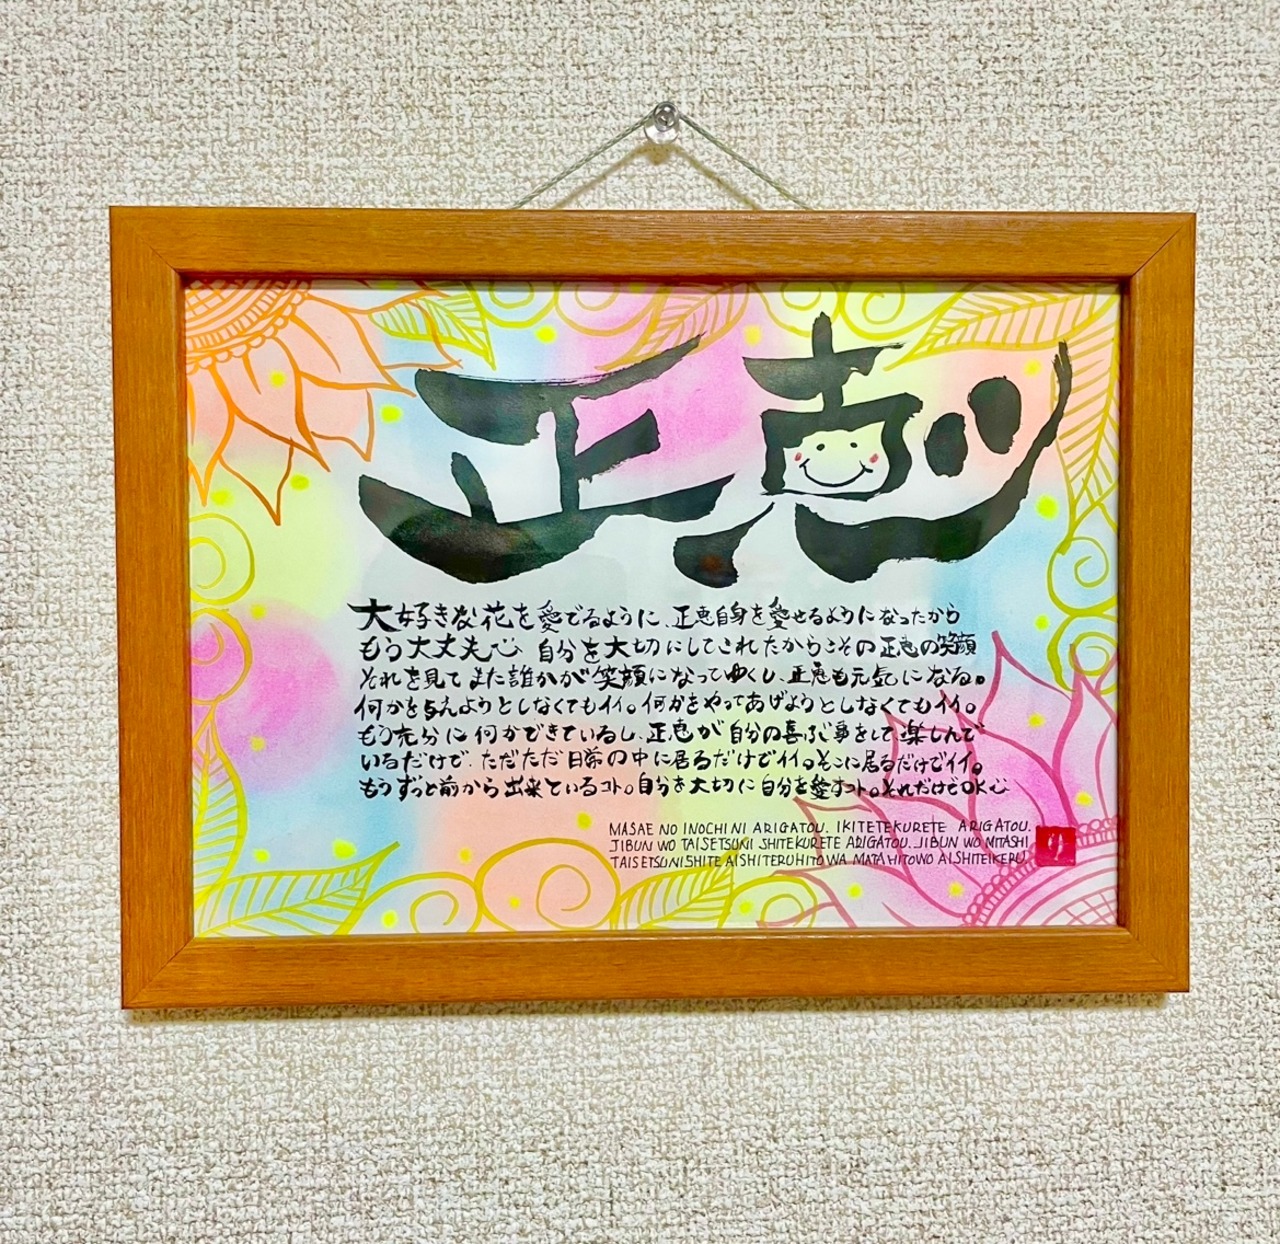 正恵
大好きな花を愛でるように、正恵自身を愛せるようになったから
もう大丈夫 自分を大切にしてこれたからこその正恵の笑顔
それを見てまた誰かが笑顔になってゆくし、正恵も元気になる。
何かを与えようとしなくてもイイ。何かをやってあげようとしなくてもイイ。
もう充分に何かできているし、正恵が自分の喜ぶ事をして、楽しんで
いるだけで、ただただ日常の中に居るだけでイイ。そこに居るだけでイイ。
もうずっと前から出来ているコト。自分を大切に自分を愛すコト。それだけでOK
MASAE NO INOCHI NI ARIGATOU. IKITETEKURETE ARIGATOU.
JIBUN WO TAISETSUNI SHITEKURETE ARIGATOU. JIBUN WO MITASHI
TAISETSUNISHITE AISHITERUHITO WA MATA HITOWO AISHITEIKERU
の